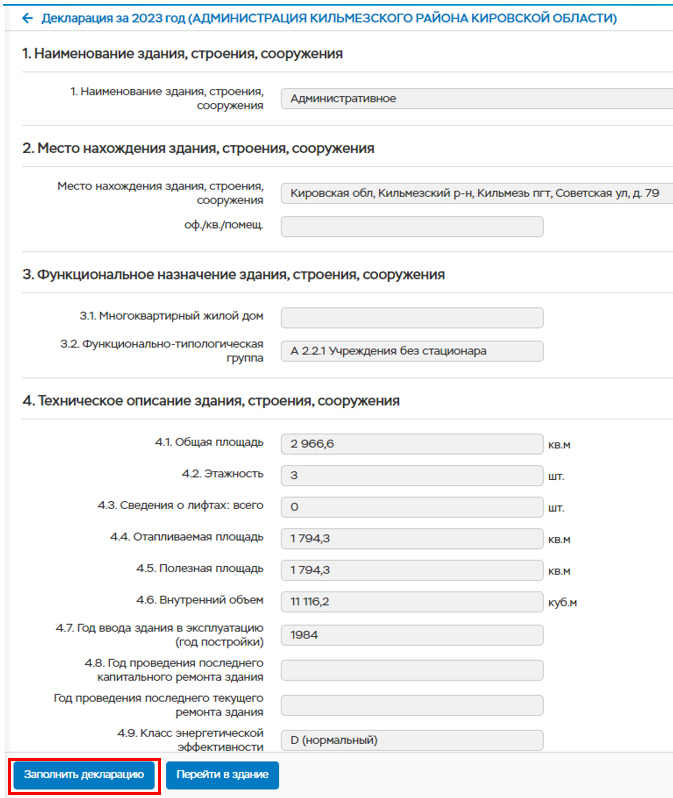 ← Декларация за 2023 год (АДМИНИСТРАЦИЯ КИЛЬМЕЗСКОГО РАЙОНА КИРОВСКОЙ ОБЛАСТИ)
1. Наименование здания, строения, сооружения
1. Наименование здания, строения,
сооружения
Административное
2. Место нахождения здания, строения, сооружения
Место нахождения здания, строения,
сооружения
Кировская обл, Кильмезский р-н, Кильмезь пгт, Советская ул, д. 79
оф./кв./помещ.
3. Функциональное назначение здания, строения, сооружения
3.1. Многоквартирный жилой дом
3.2. Функционально-типологическая
группа
А 2.2.1 Учреждения без стационара
4. Техническое описание здания, строения, сооружения
4.1. Общая площадь 2 966,6 кв.м
4.2. Этажность 3 шт.
4.3. Сведения о лифтах: всего 0 шт.
4.4. Отапливаемая площадь 1 794,3 кв.м
4.5. Полезная площадь 1 794,3 кв.м
4.6. Внутренний объем 11 116,2 куб.м
4.7. Год ввода здания в эксплуатацию
(год постройки)
1984
4.8. Год проведения последнего
капитального ремонта здания
Год проведения последнего текущего
ремонта здания
4.9. Класс энергетической
эффективности
D (нормальный)
Заполнить декларацию Перейти в здание